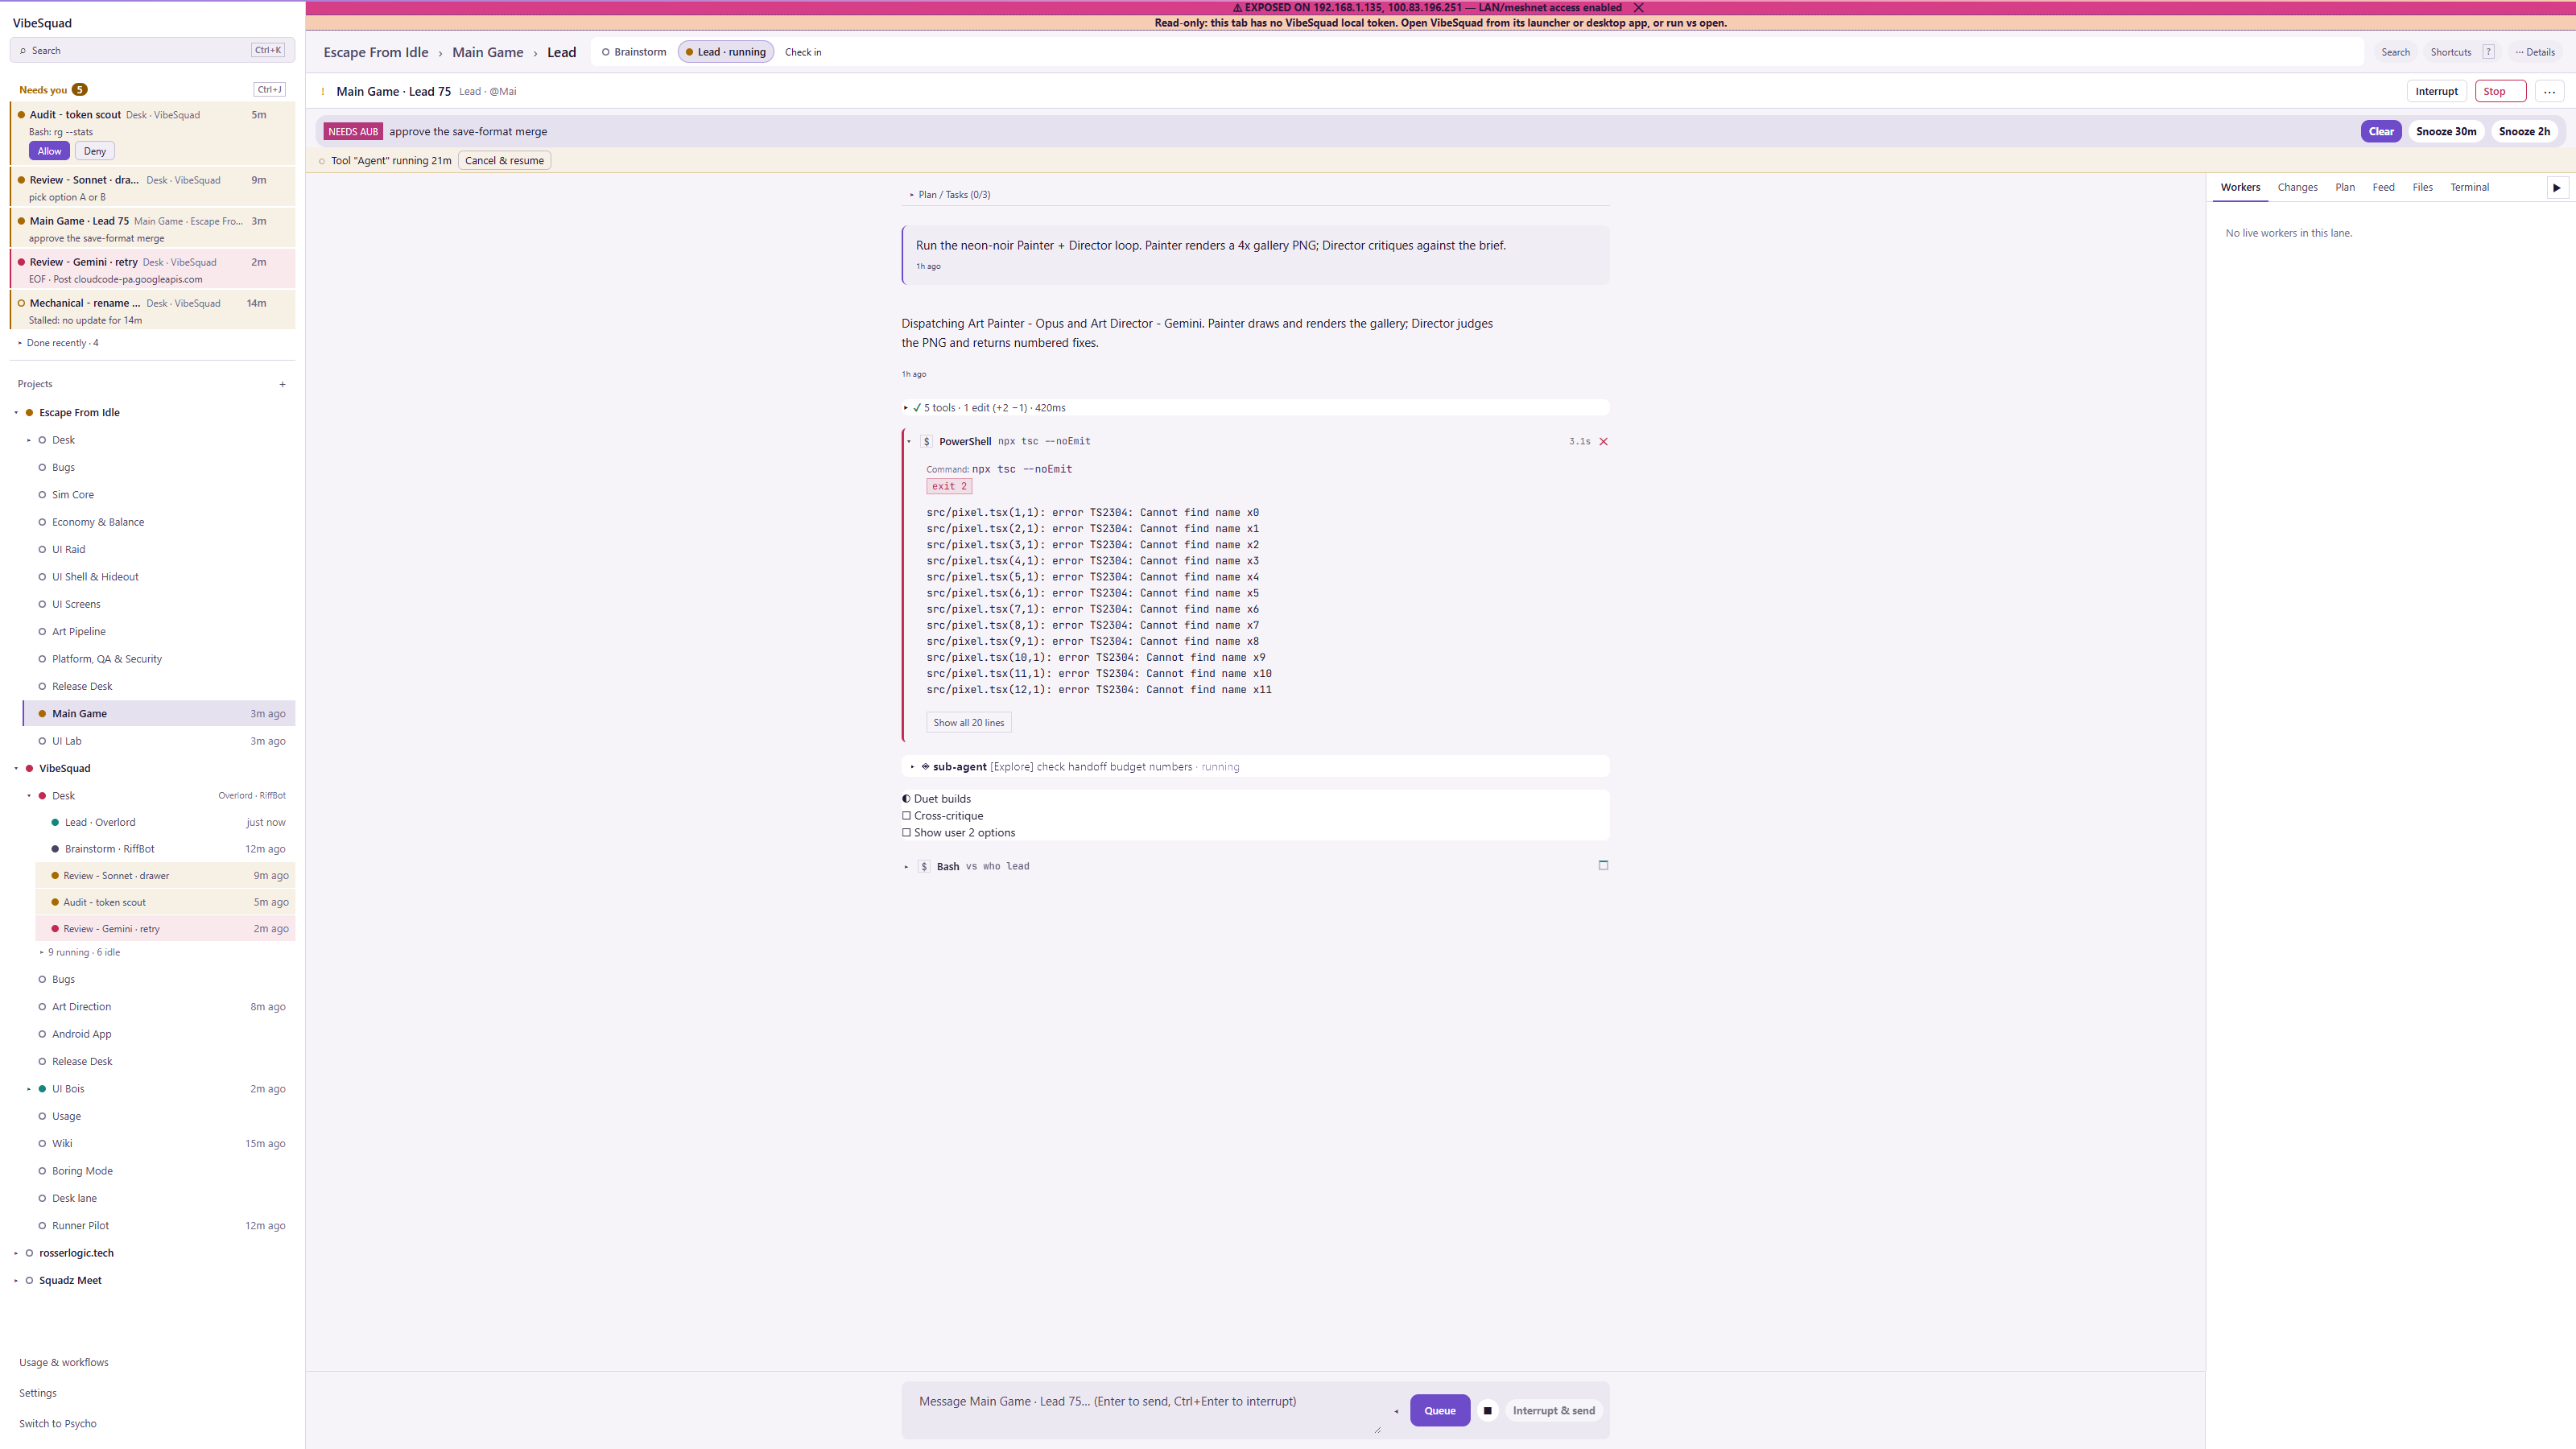 VibeSquad
Search Ctrl+K
Needs you 5 Ctrl+J
Audit - token scout Desk · VibeSquad 5m
Bash: rg --stats
Allow Deny
Review - Sonnet · dra... Desk · VibeSquad 9m
pick option A or B
Main Game · Lead 75 Main Game · Escape Fro... 3m
approve the save-format merge
Review - Gemini · retry Desk · VibeSquad 2m
EOF · Post cloudcode-pa.googleapis.com
Mechanical - rename ... Desk · VibeSquad 14m
Stalled: no update for 14m
Done recently · 4
Projects +
Escape From Idle
Desk
Bugs
Sim Core
Economy & Balance
UI Raid
UI Shell & Hideout
UI Screens
Art Pipeline
Platform, QA & Security
Release Desk
Main Game 3m ago
UI Lab 3m ago
VibeSquad
Desk Overlord · RiffBot
Lead · Overlord just now
Brainstorm · RiffBot 12m ago
Review - Sonnet · drawer 9m ago
Audit - token scout 5m ago
Review - Gemini · retry 2m ago
9 running · 6 idle
Bugs
Art Direction 8m ago
Android App
Release Desk
UI Bois 2m ago
Usage
Wiki 15m ago
Boring Mode
Desk lane
Runner Pilot 12m ago
rosserlogic.tech
Squadz Meet
Usage & workflows
Settings
Switch to Psycho
⚠ EXPOSED ON 192.168.1.135, 100.83.196.251 — LAN/meshnet access enabled ✕
Read-only: this tab has no VibeSquad local token. Open VibeSquad from its launcher or desktop app, or run vs open.
Escape From Idle › Main Game › Lead Brainstorm Lead · running Check in Search Shortcuts ? ··· Details
! Main Game · Lead 75 Lead · @Mai Interrupt Stop ...
NEEDS AUB approve the save-format merge Clear Snooze 30m Snooze 2h
Tool "Agent" running 21m Cancel & resume
Plan / Tasks (0/3)
Run the neon-noir Painter + Director loop. Painter renders a 4x gallery PNG; Director critiques against the brief.
1h ago
Dispatching Art Painter - Opus and Art Director - Gemini. Painter draws and renders the gallery; Director judges
the PNG and returns numbered fixes.
1h ago
✓ 5 tools · 1 edit (+2 −1) · 420ms
$ PowerShell npx tsc --noEmit 3.1s ✕
Command: npx tsc --noEmit
exit 2
src/pixel.tsx(1,1): error TS2304: Cannot find name x0
src/pixel.tsx(2,1): error TS2304: Cannot find name x1
src/pixel.tsx(3,1): error TS2304: Cannot find name x2
src/pixel.tsx(4,1): error TS2304: Cannot find name x3
src/pixel.tsx(5,1): error TS2304: Cannot find name x4
src/pixel.tsx(6,1): error TS2304: Cannot find name x5
src/pixel.tsx(7,1): error TS2304: Cannot find name x6
src/pixel.tsx(8,1): error TS2304: Cannot find name x7
src/pixel.tsx(9,1): error TS2304: Cannot find name x8
src/pixel.tsx(10,1): error TS2304: Cannot find name x9
src/pixel.tsx(11,1): error TS2304: Cannot find name x10
src/pixel.tsx(12,1): error TS2304: Cannot find name x11
Show all 20 lines
sub-agent [Explore] check handoff budget numbers · running
◐ Duet builds
☐ Cross-critique
☐ Show user 2 options
$ Bash vs who lead
Message Main Game · Lead 75... (Enter to send, Ctrl+Enter to interrupt) Queue Interrupt & send
Workers Changes Plan Feed Files Terminal
No live workers in this lane.